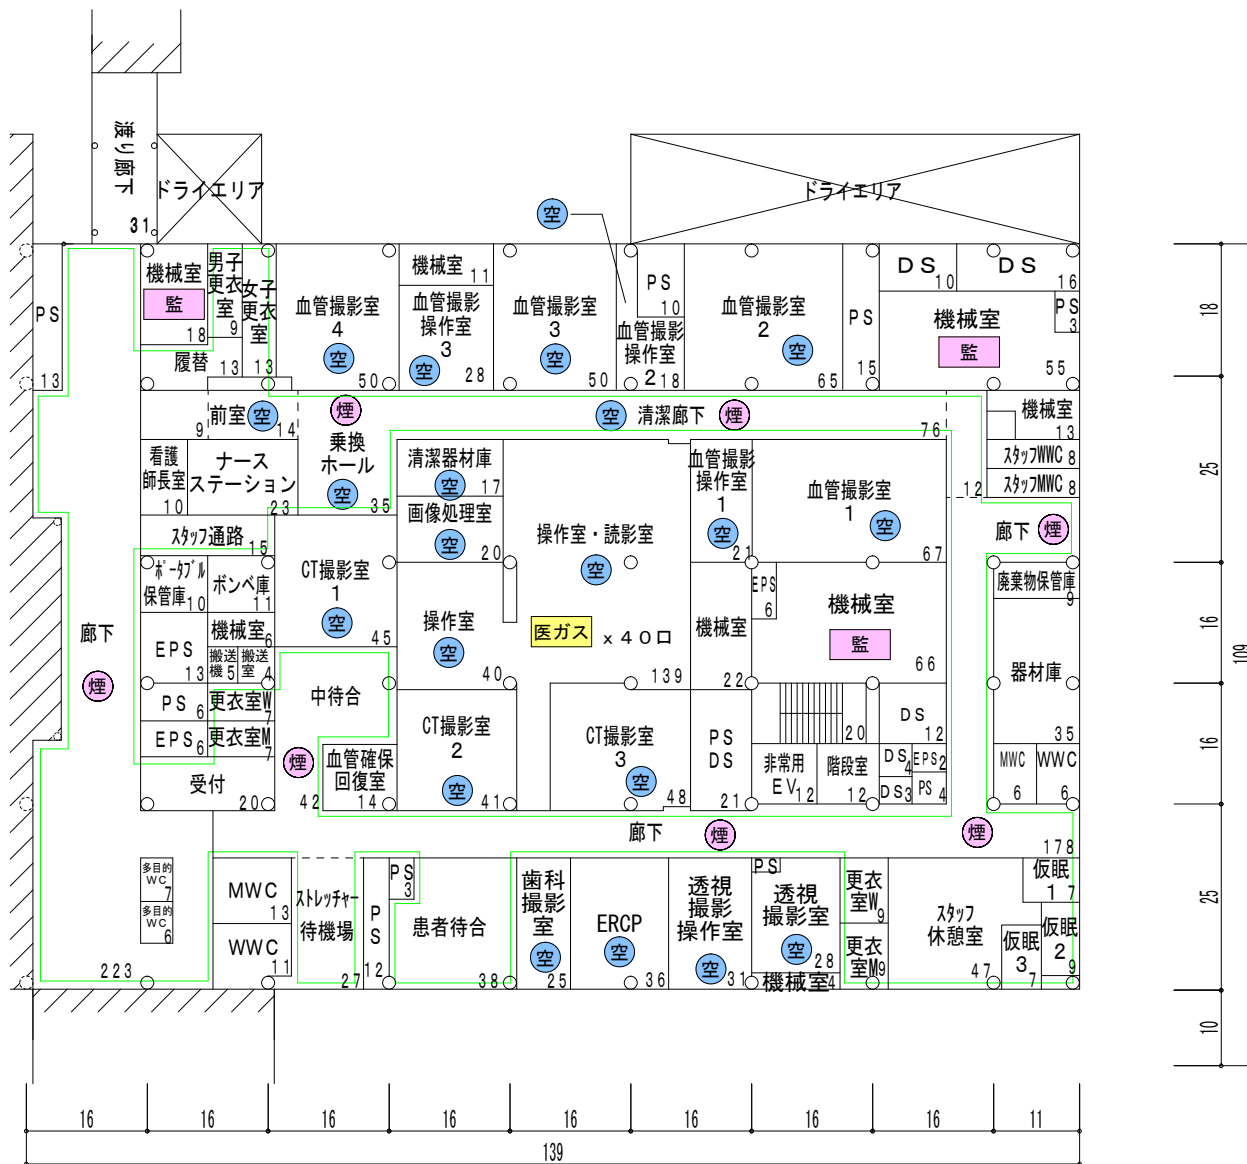 渡り廊下
31
ドライエリア
ドライエリア
空
PS
13
機械室
監
18
男子
更衣
室
9
女子
更衣
室
13
履替
13
血管撮影室
4
空
50
機械室
11
血管撮影
操作室
3
空
28
血管撮影室
3
空
50
PS
10
血管撮影
操作室
2
18
血管撮影室
2
空
65
PS
15
DS
10
DS
16
PS
3
機械室
監
55
18
前室
空
9
14
煙
乗換
ホール
空
35
空
清潔廊下
煙
76
機械室
13
スタッフWWC 8
スタッフMWC 8
12
廊下
煙
25
看護
師長室
10
ナース
ステーション
23
スタッフ通路
15
清潔器材庫
空
17
画像処理室
空
20
操作室・読影室
空
医ガス
x40口
139
血管撮影
操作室
1
空
21
血管撮影室
1
空
67
ポータブル
保管庫
10
ボンベ庫
11
CT撮影室
1
空
45
操作室
空
40
機械室
22
EPS
6
機械室
監
66
廃棄物保管庫
9
器材庫
35
16
109
廊下
煙
EPS
13
機械室
6
搬送
機
5
搬送
室
4
PS
6
更衣室W
7
EPS
6
更衣室M
7
受付
20
中待合
煙
42
血管確保
回復室
14
CT撮影室
2
空
41
CT撮影室
3
空
48
PS
DS
21
20
非常用
EV
12
階段室
12
DS
12
DS
4
EPS
2
DS
3
PS
4
MWC
6
WWC
6
16
廊下
煙
煙
178
多目的
WC
7
多目的
WC
6
223
MWC
13
WWC
11
ストレッチャー
待機場
27
PS
12
PS
3
患者待合
38
歯科
撮影
室
空
25
ERCP
空
36
透視
撮影
操作室
空
31
PS
透視
撮影室
空
28
機械室
4
更衣
室W
9
更衣
室M
9
スタッフ
休憩室
47
仮眠
1
7
仮眠
2
9
仮眠
3
7
25
10
16
16
16
16
16
16
16
11
139